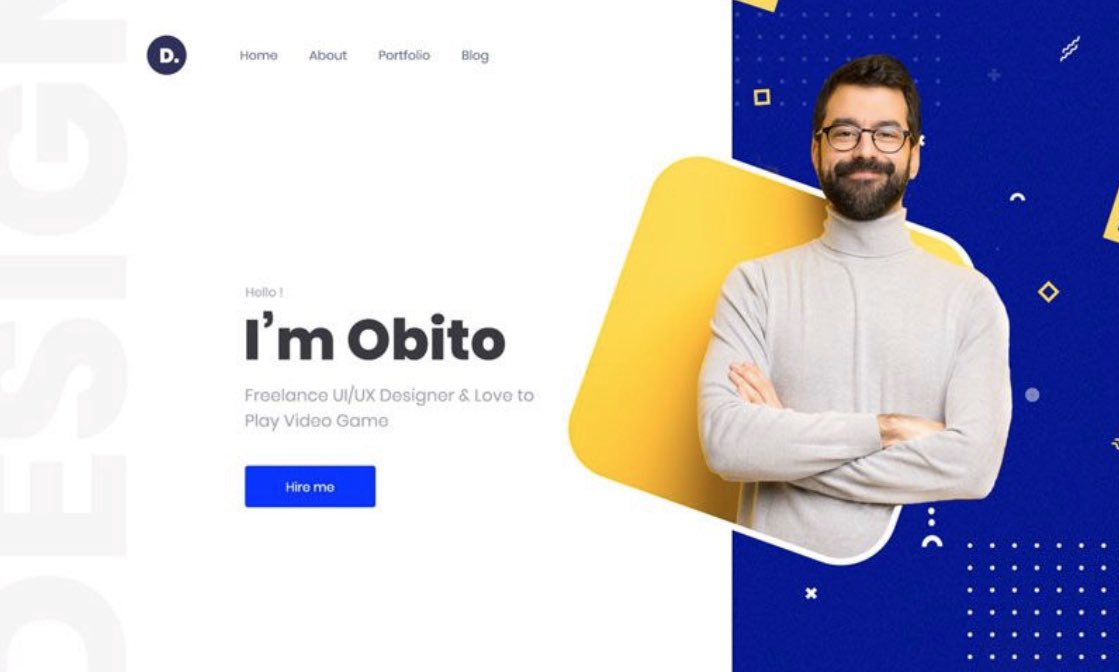 D.
Home About Portfolio Blog
Hello !
I'm Obito
Freelance UI/UX Designer & Love to
Play Video Game
Hire me
DESIGN